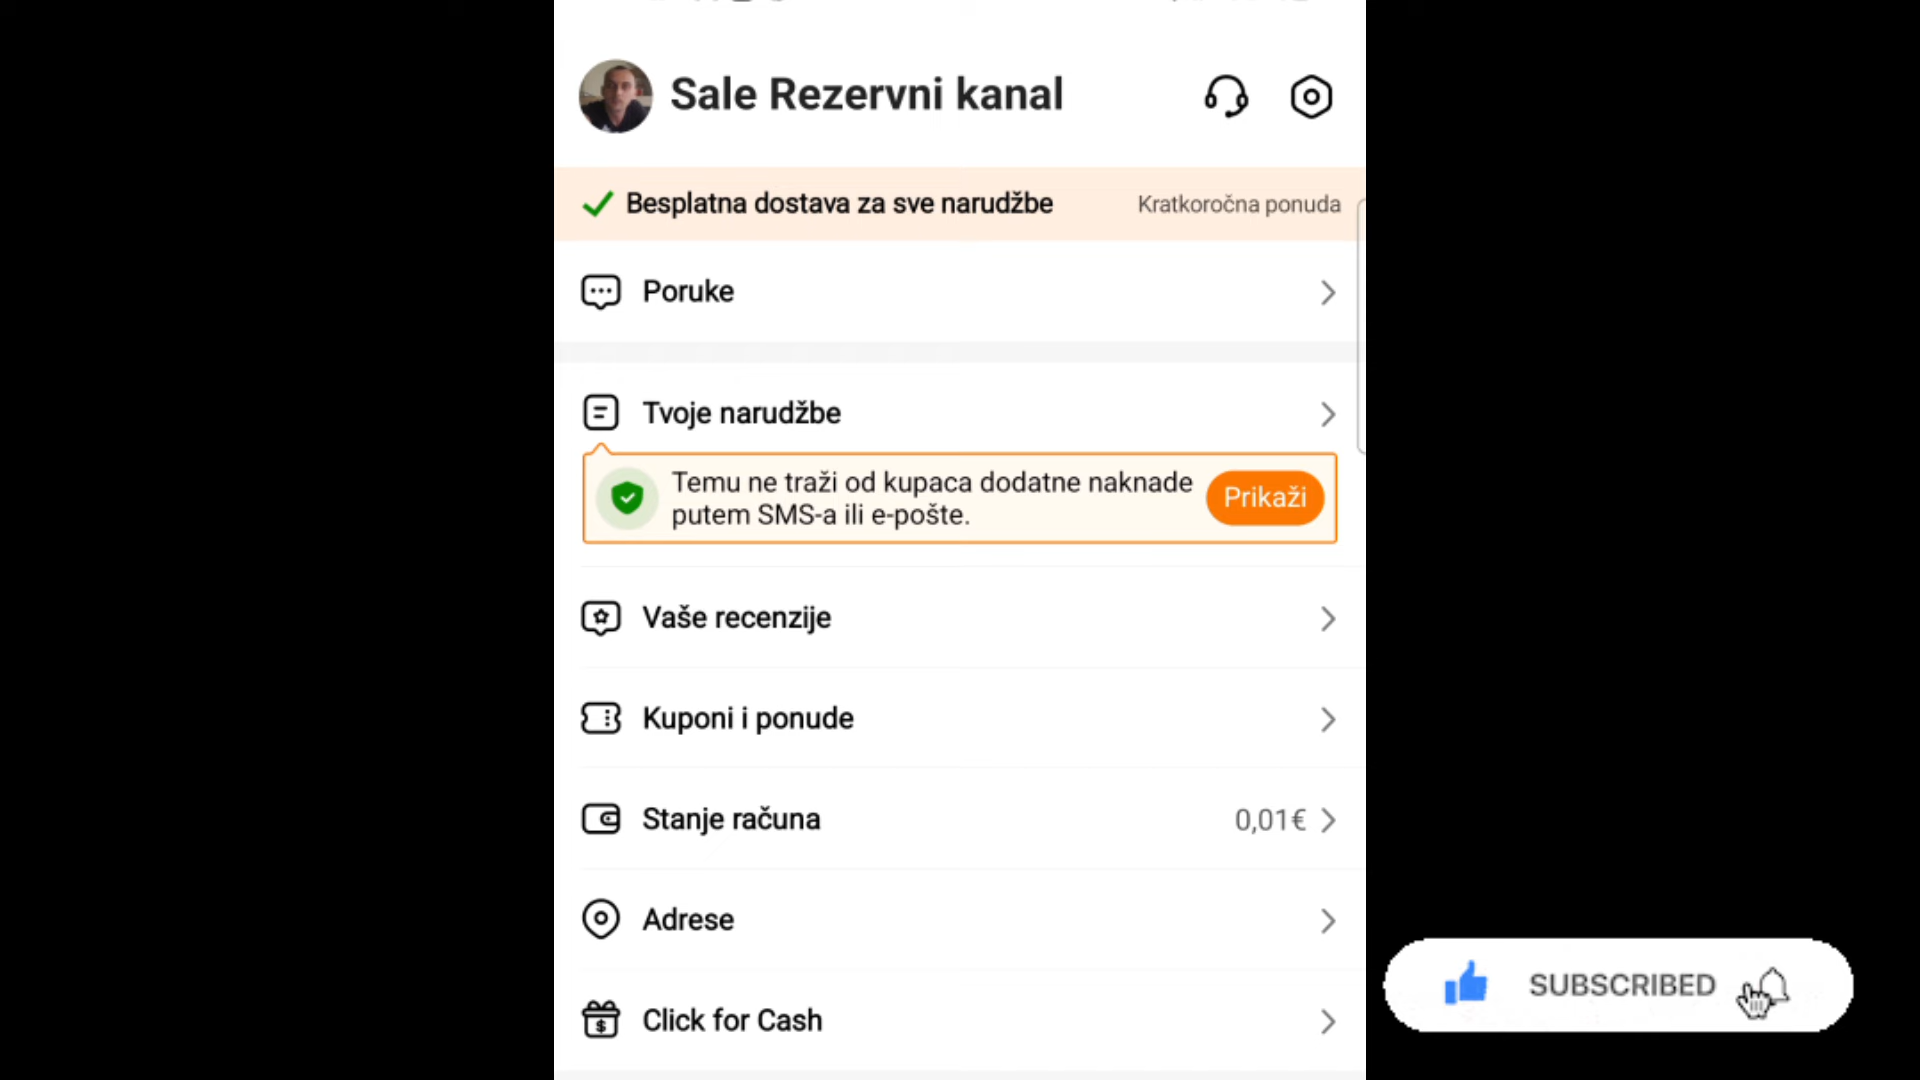 Sale Rezervni kanal
Besplatna dostava za sve narudžbe
Kratkoročna ponuda
Poruke
Tvoje narudžbe
Temu ne traži od kupaca dodatne naknade
putem SMS-a ili e-pošte.
Prikaži
Vaše recenzije
Kuponi i ponude
Stanje računa
0,01€
Adrese
Click for Cash
SUBSCRIBED